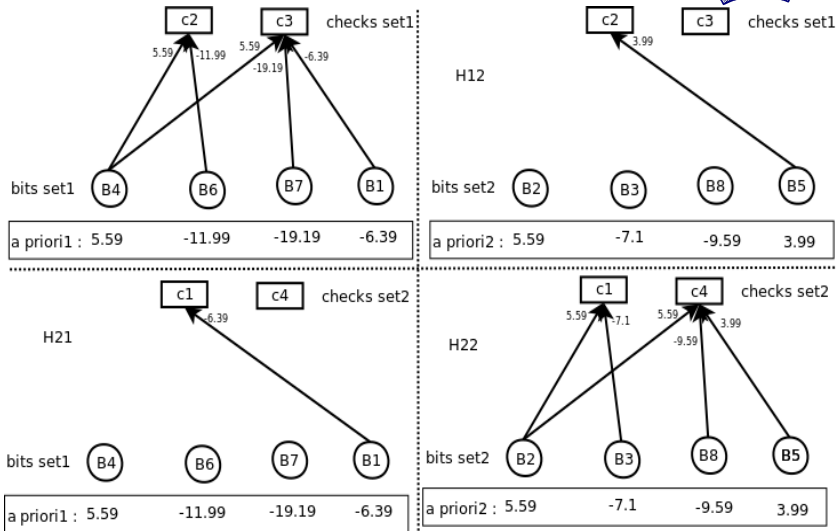 c2 c3 checks set1
5.59 -11.99 5.59 -19.19 -6.39
bits set1 B4 B6 B7 B1
a priori1 : 5.59 -11.99 -19.19 -6.39
c2 c3 checks set1
3.99
H12
bits set2 B2 B3 B8 B5
a priori2 : 5.59 -7.1 -9.59 3.99
c1 c4 checks set2
-6.39
H21
bits set1 B4 B6 B7 B1
a priori1 : 5.59 -11.99 -19.19 -6.39
c1 c4 checks set2
5.59 -7.1 5.59 -9.59 3.99
H22
bits set2 B2 B3 B8 B5
a priori2 : 5.59 -7.1 -9.59 3.99